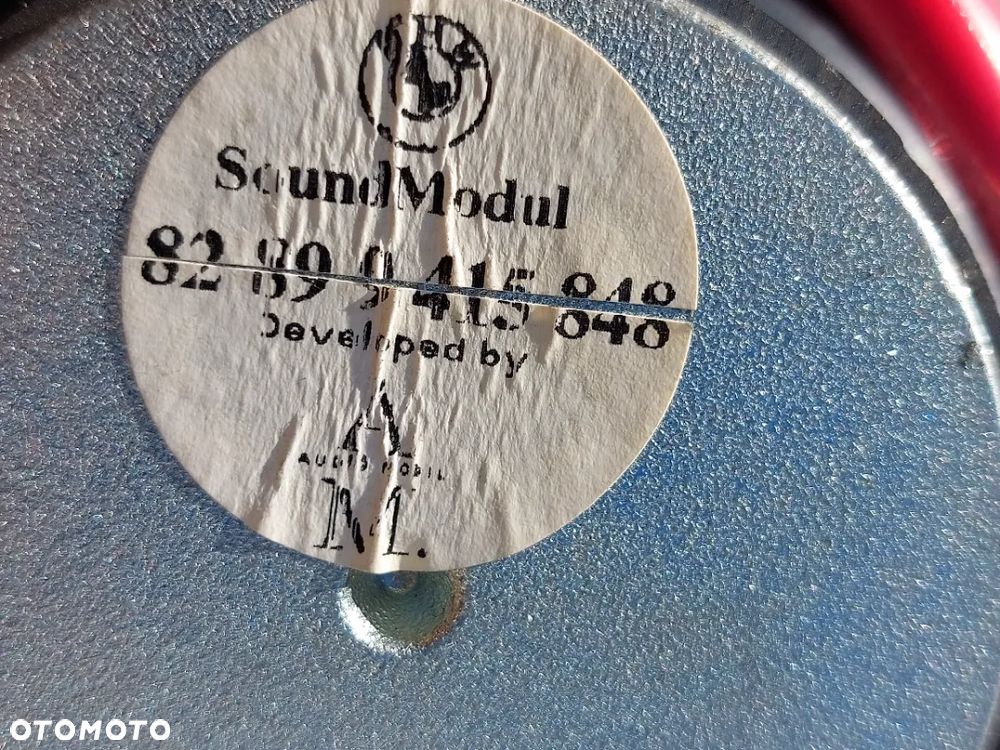 SoundModul
82 89 9 415 848
Developed by
A
AUDIO MOBIL
M.
OTOMOTO